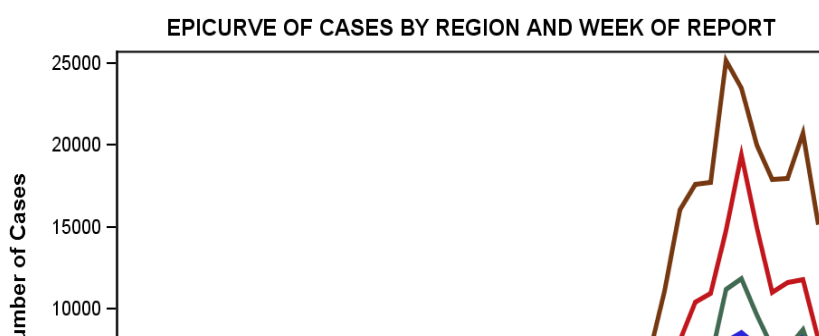 EPICURVE OF CASES BY REGION AND WEEK OF REPORT
25000
20000
15000
10000
umber of Cases